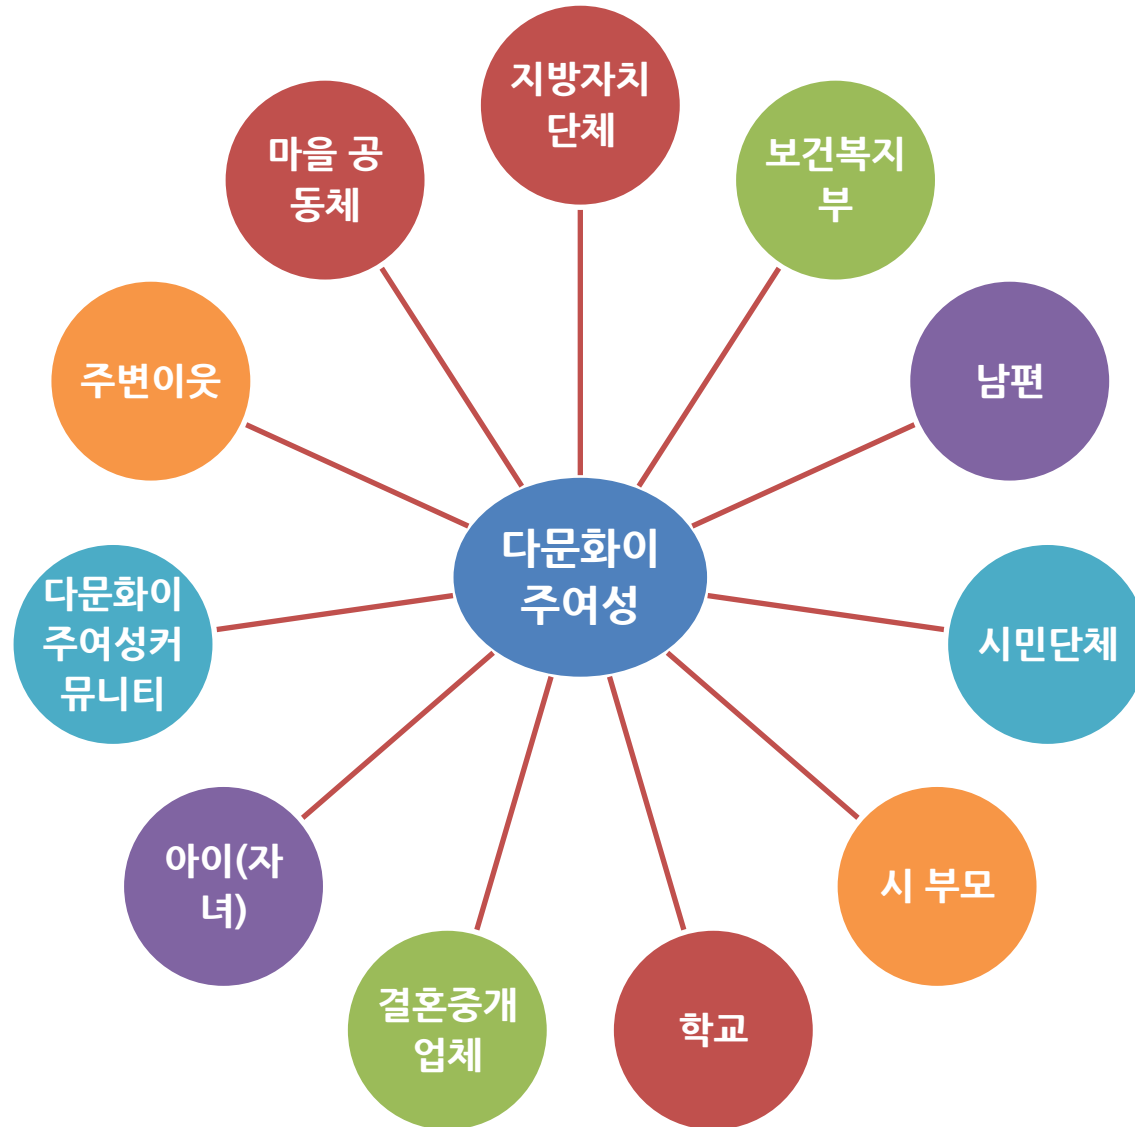 지방자치
단체
보건복지
부
남편
시민단체
시 부모
학교
결혼중개
업체
아이(자
녀)
다문화이
주여성커
뮤니티
주변이웃
마을 공
동체
다문화이
주여성